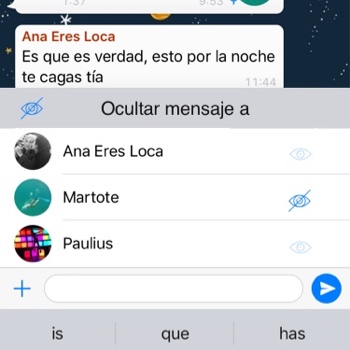 1:37
9:53
Ana Eres Loca
Es que es verdad, esto por la noche
te cagas tía
11:44
Ocultar mensaje a
Ana Eres Loca
Martote
Paulius
is
que
has